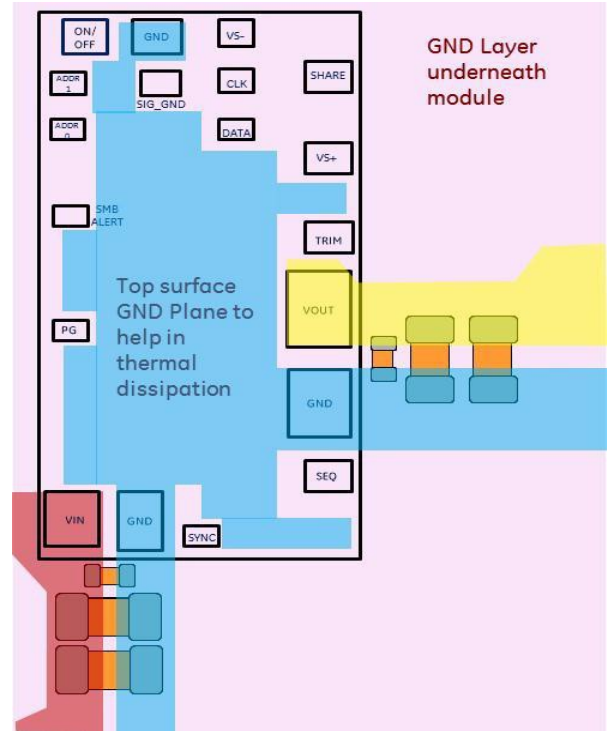 ON/
OFF
GND
VS-
GND Layer
underneath
module
ADDR
1
SIG_GND
CLK
SHARE
ADDR
0
DATA
VS+
SMB
ALERT
TRIM
Top surface
GND Plane to
help in
thermal
dissipation
VOUT
PG
GND
SEQ
VIN
GND
SYNC